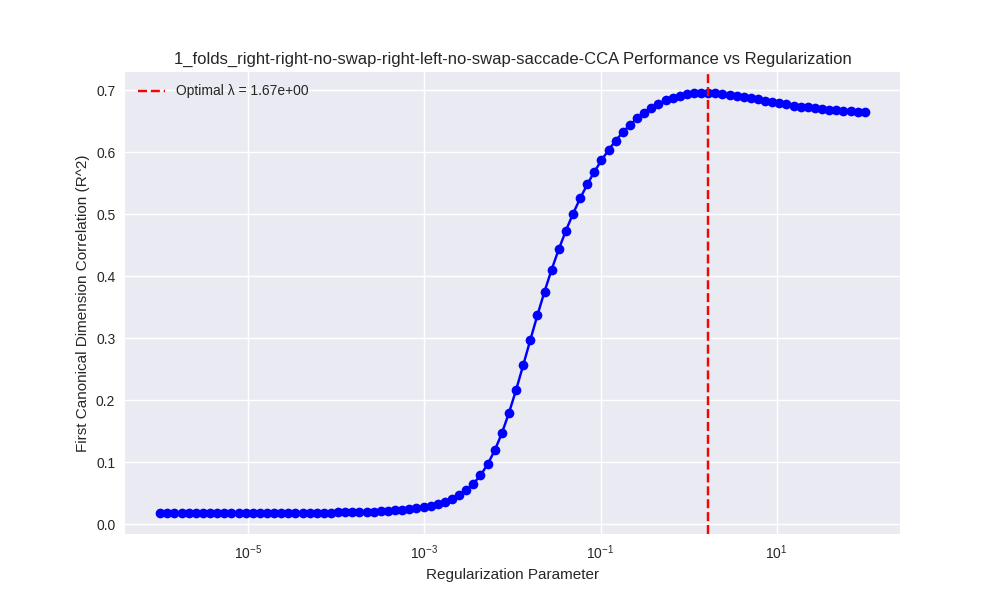 1_folds_right-right-no-swap-right-left-no-swap-saccade-CCA Performance vs Regularization
Optimal λ = 1.67e+00
First Canonical Dimension Correlation (R^2)
0.7
0.6
0.5
0.4
0.3
0.2
0.1
0.0
10⁻⁵ 10⁻³ 10⁻¹ 10¹
Regularization Parameter